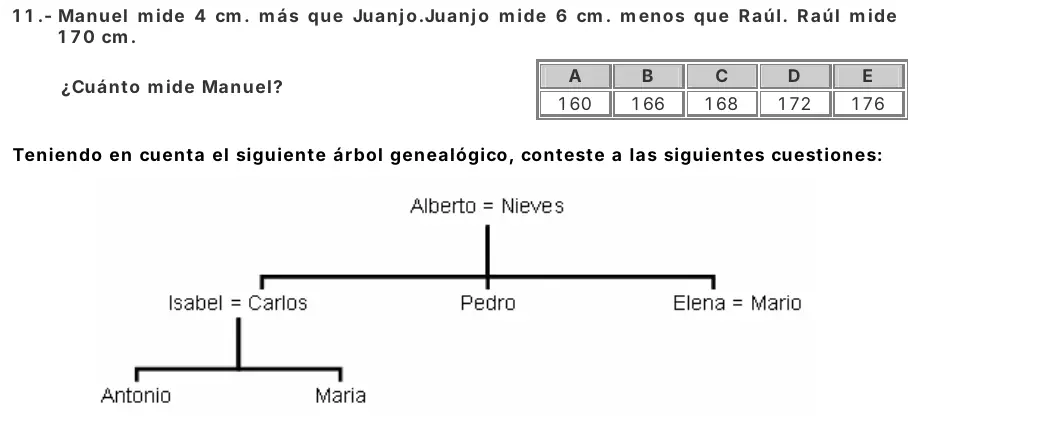 11.- Manuel mide 4 cm. más que Juanjo.Juanjo mide 6 cm. menos que Raúl. Raúl mide
170 cm.
¿Cuánto mide Manuel?
A B C D E
160 166 168 172 176
Teniendo en cuenta el siguiente árbol genealógico, conteste a las siguientes cuestiones:
Alberto = Nieves
Isabel = Carlos Pedro Elena = Mario
Antonio Maria